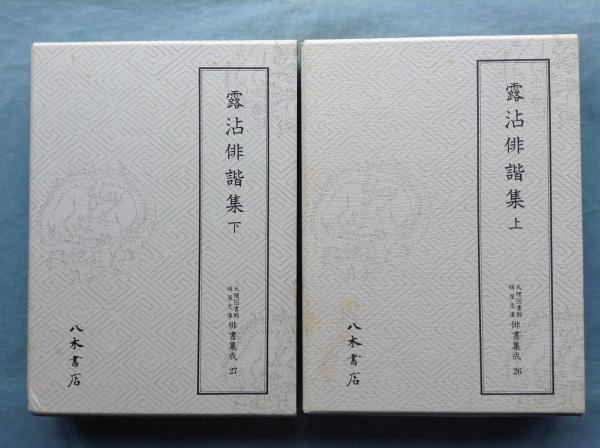 露沾俳諧集 上
天理図書館
綿屋文庫
俳書集成 26
八木書店
露沾俳諧集 下
天理図書館
綿屋文庫
俳書集成 27
八木書店